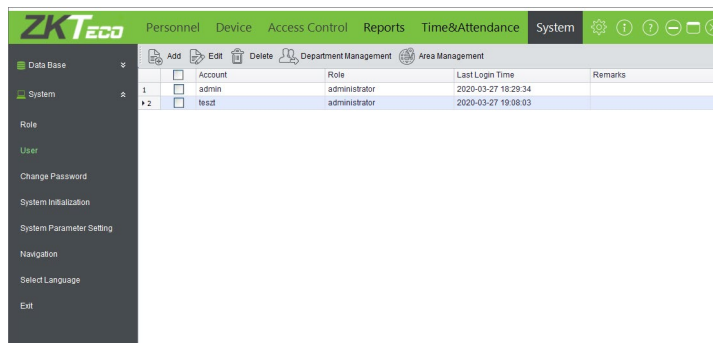 ZKTeco
Personnel Device Access Control Reports Time&Attendance System
Add Edit Delete Department Management Area Management
Data Base
System
Role
User
Change Password
System Initialization
System Parameter Setting
Navigation
Select Language
Exit
Account Role Last Login Time Remarks
1 admin administrator 2020-03-27 18:29:34
2 teszt administrator 2020-03-27 19:08:03